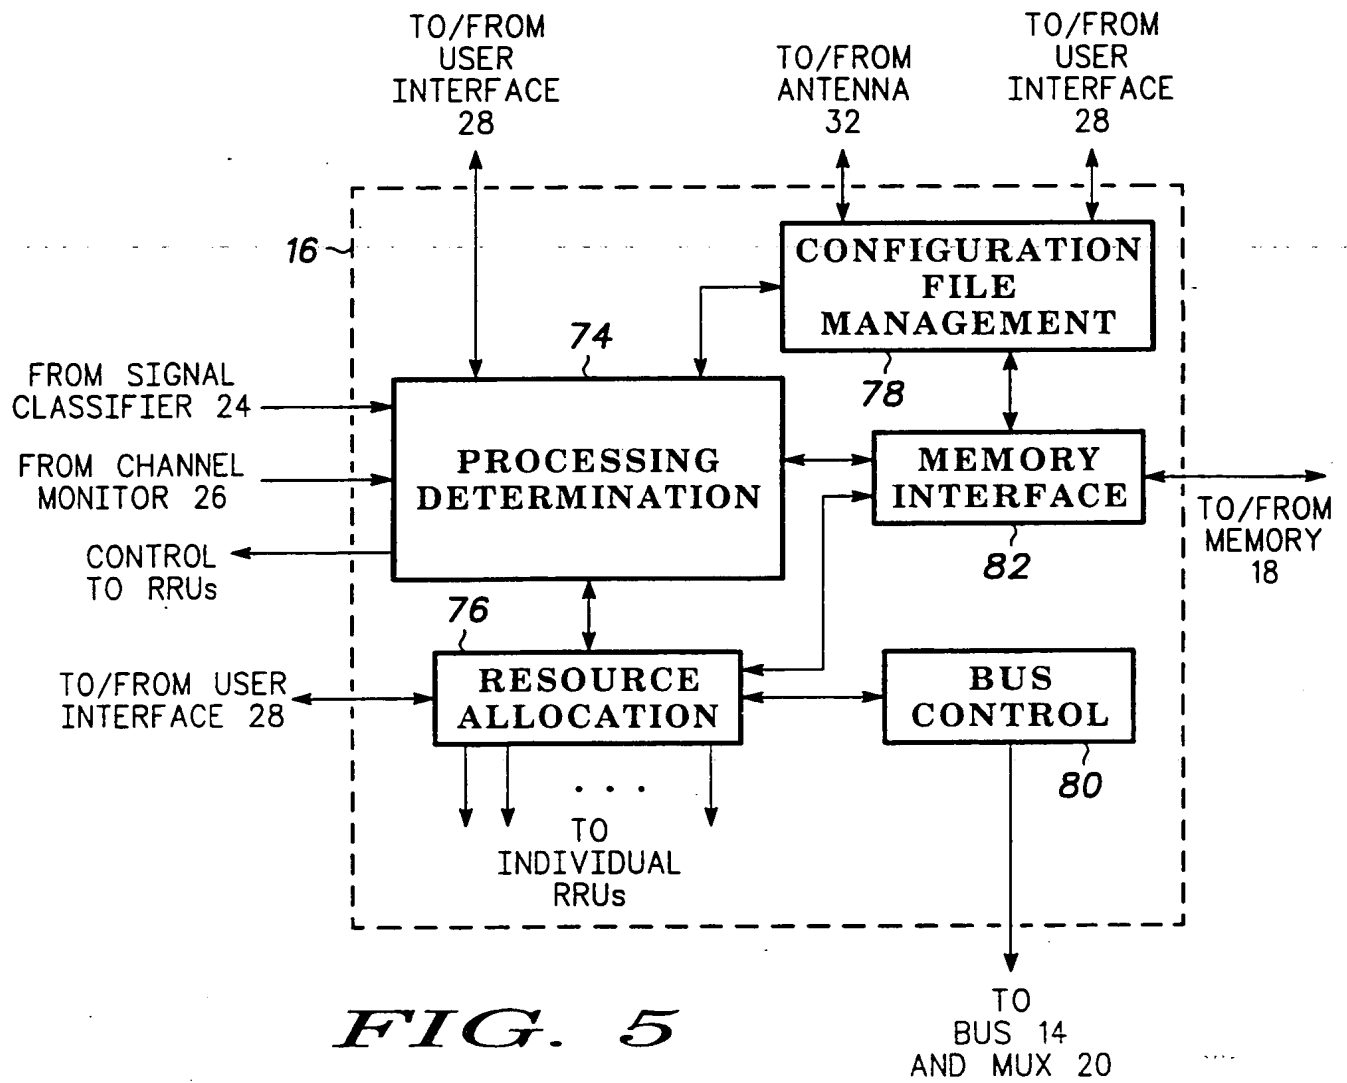 TO/FROM
USER
INTERFACE
28
TO/FROM
ANTENNA
32
TO/FROM
USER
INTERFACE
28
16
CONFIGURATION
FILE
MANAGEMENT
78
74
FROM SIGNAL
CLASSIFIER 24
FROM CHANNEL
MONITOR 26
CONTROL
TO RRUs
PROCESSING
DETERMINATION
MEMORY
INTERFACE
82
TO/FROM
MEMORY
18
76
TO/FROM USER
INTERFACE 28
RESOURCE
ALLOCATION
BUS
CONTROL
80
. . .
TO
INDIVIDUAL
RRUs
TO
BUS 14
AND MUX 20
FIG. 5